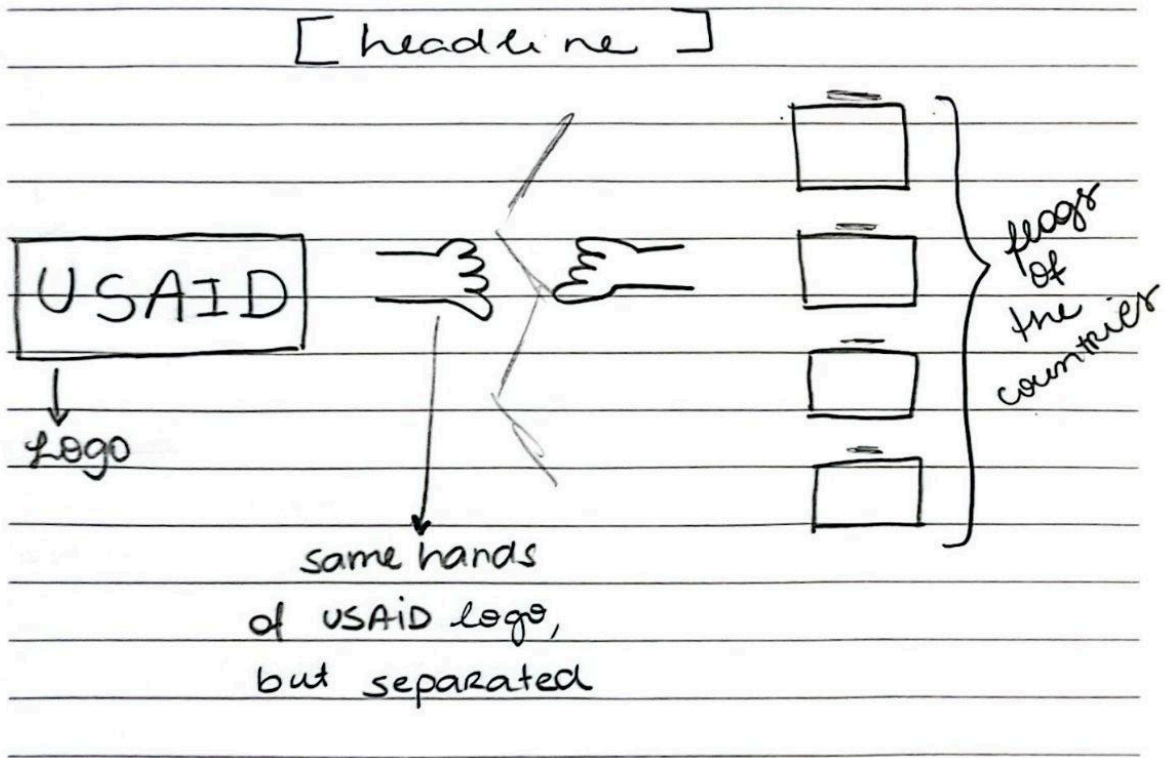 [ headline ]
USAID
Logo
same hands
of USAiD logo,
but separated
flags
of
the
countries